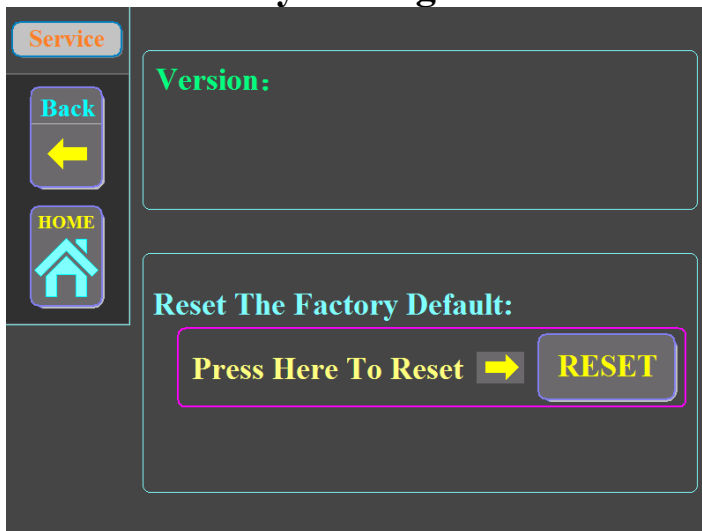 Service
Back
HOME
Version：
Reset The Factory Default:
Press Here To Reset
RESET